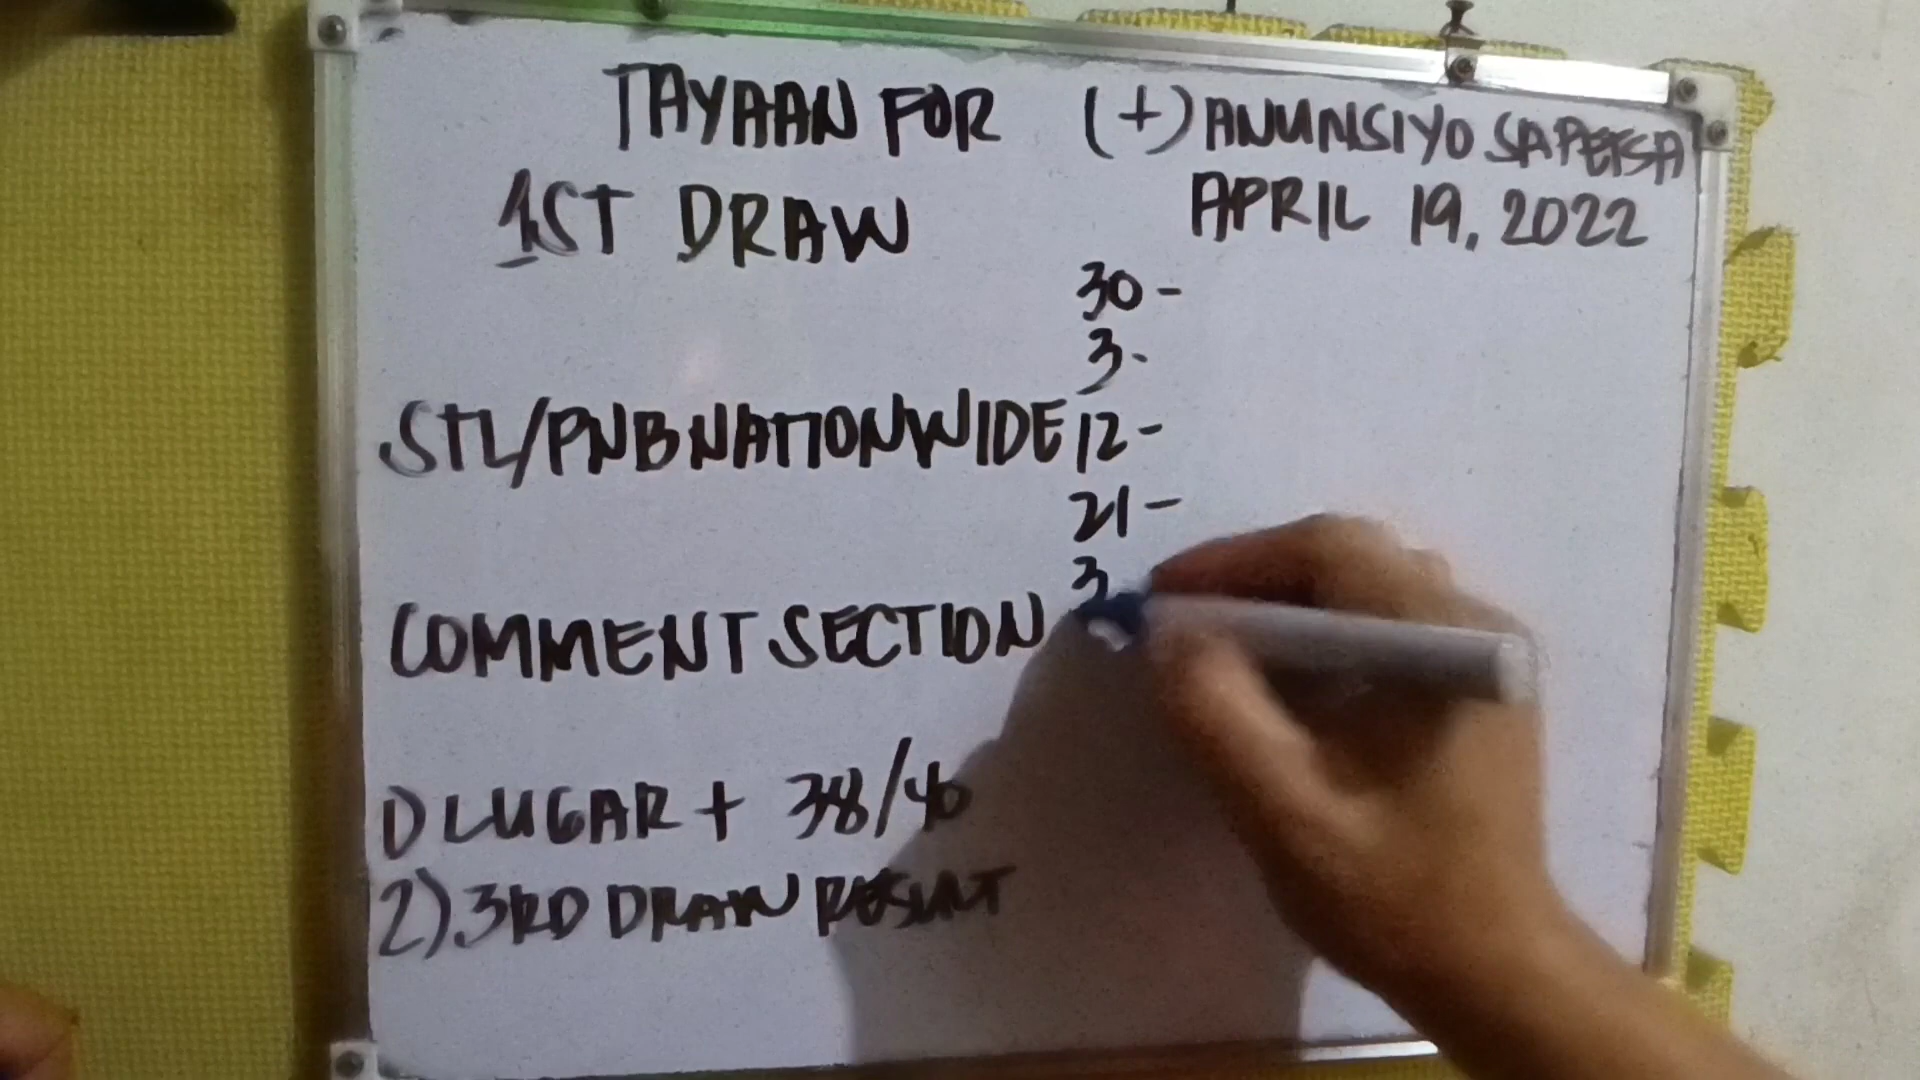 TAYAAN FOR
1ST DRAW
STL/PNB NATIONWIDE
COMMENT SECTION
D LUGAR + 38/40
2).3RD DRAW RESULT
(+) ANUNSIYO SA PETSA
APRIL 19, 2022
30 -
3 -
12 -
21 -
3